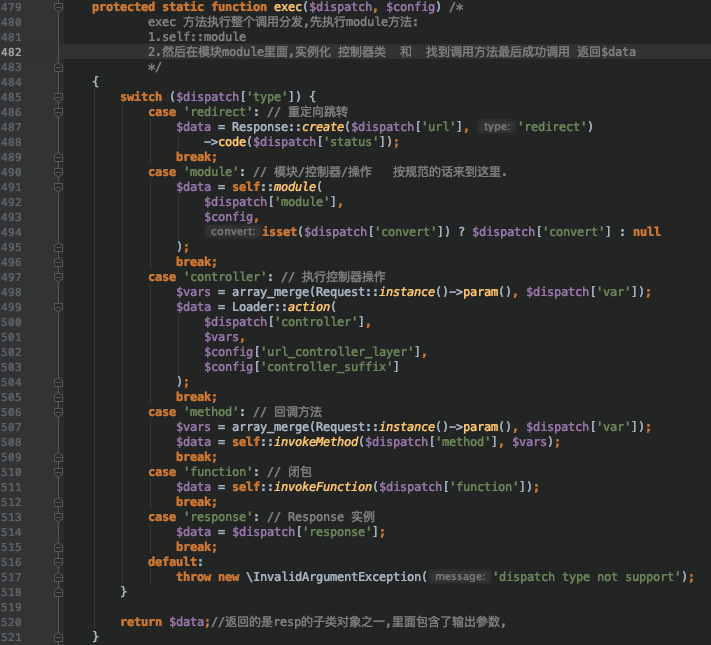 479 protected static function exec($dispatch, $config) /*
480 exec 方法执行整个调用分发,先执行module方法:
481 1.self::module
482 2.然后在模块module里面,实例化 控制器类 和 找到调用方法最后成功调用 返回$data
483 */
484 {
485 switch ($dispatch['type']) {
486 case 'redirect': // 重定向跳转
487 $data = Response::create($dispatch['url'], type: 'redirect')
488 ->code($dispatch['status']);
489 break;
490 case 'module': // 模块/控制器/操作 按规范的话来到这里.
491 $data = self::module(
492 $dispatch['module'],
493 $config,
494 convert: isset($dispatch['convert']) ? $dispatch['convert'] : null
495 );
496 break;
497 case 'controller': // 执行控制器操作
498 $vars = array_merge(Request::instance()->param(), $dispatch['var']);
499 $data = Loader::action(
500 $dispatch['controller'],
501 $vars,
502 $config['url_controller_layer'],
503 $config['controller_suffix']
504 );
505 break;
506 case 'method': // 回调方法
507 $vars = array_merge(Request::instance()->param(), $dispatch['var']);
508 $data = self::invokeMethod($dispatch['method'], $vars);
509 break;
510 case 'function': // 闭包
511 $data = self::invokeFunction($dispatch['function']);
512 break;
513 case 'response': // Response 实例
514 $data = $dispatch['response'];
515 break;
516 default:
517 throw new \InvalidArgumentException( message: 'dispatch type not support');
518 }
519
520 return $data;//返回的是resp的子类对象之一,里面包含了输出参数,
521 }